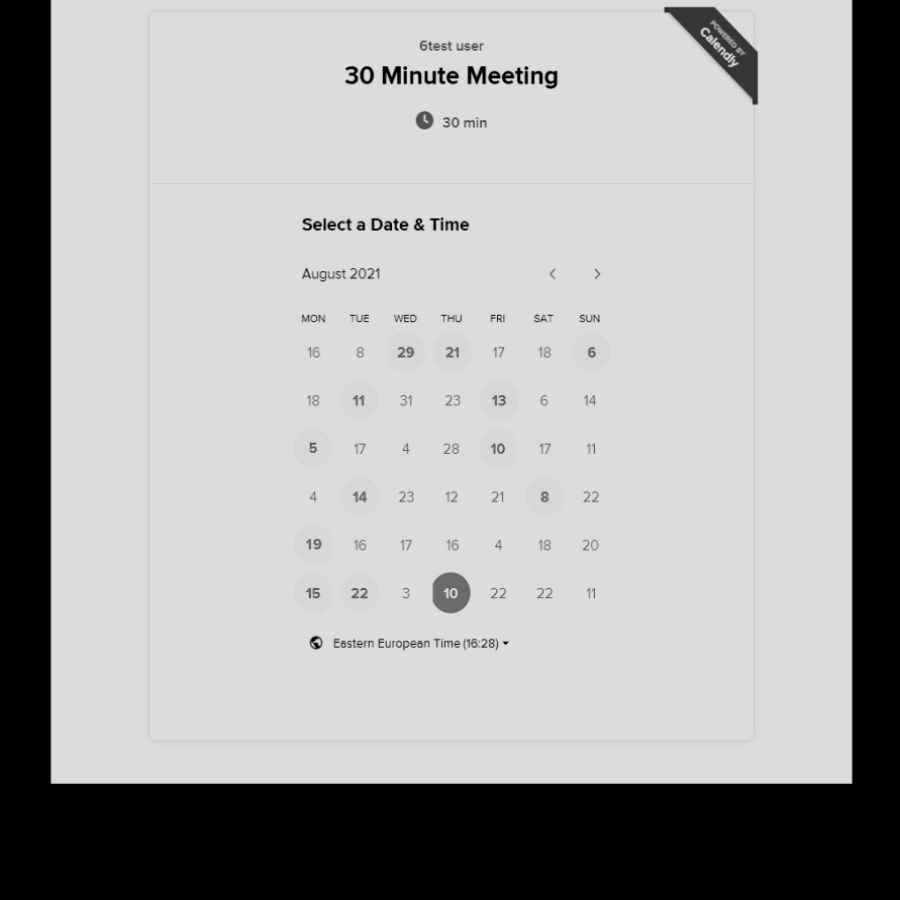 POWERED BY
Calendly
6test user
30 Minute Meeting
30 min
Select a Date & Time
August 2021
MON TUE WED THU FRI SAT SUN
16 8 29 21 17 18 6
18 11 31 23 13 6 14
5 17 4 28 10 17 11
4 14 23 12 21 8 22
19 16 17 16 4 18 20
15 22 3 10 22 22 11
Eastern European Time (16:28)